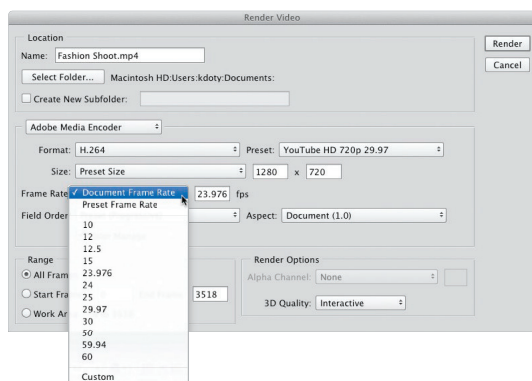 Render Video
Location
Name: Fashion Shoot.mp4
Render
Cancel
Select Folder... Macintosh HD:Users:kdoty:Documents:
Create New Subfolder:
Adobe Media Encoder
Format: H.264 Preset: YouTube HD 720p 29.97
Size: Preset Size 1280 x 720
Frame Rate ✓ Document Frame Rate 23.976 fps
Preset Frame Rate
Field Order Aspect: Document (1.0)
10
12
12.5
15
23.976
24
25
29.97
30
50
59.94
60
Custom
Range
All Fram
Start Fra 3518
Work Ar
Render Options
Alpha Channel: None
3D Quality: Interactive